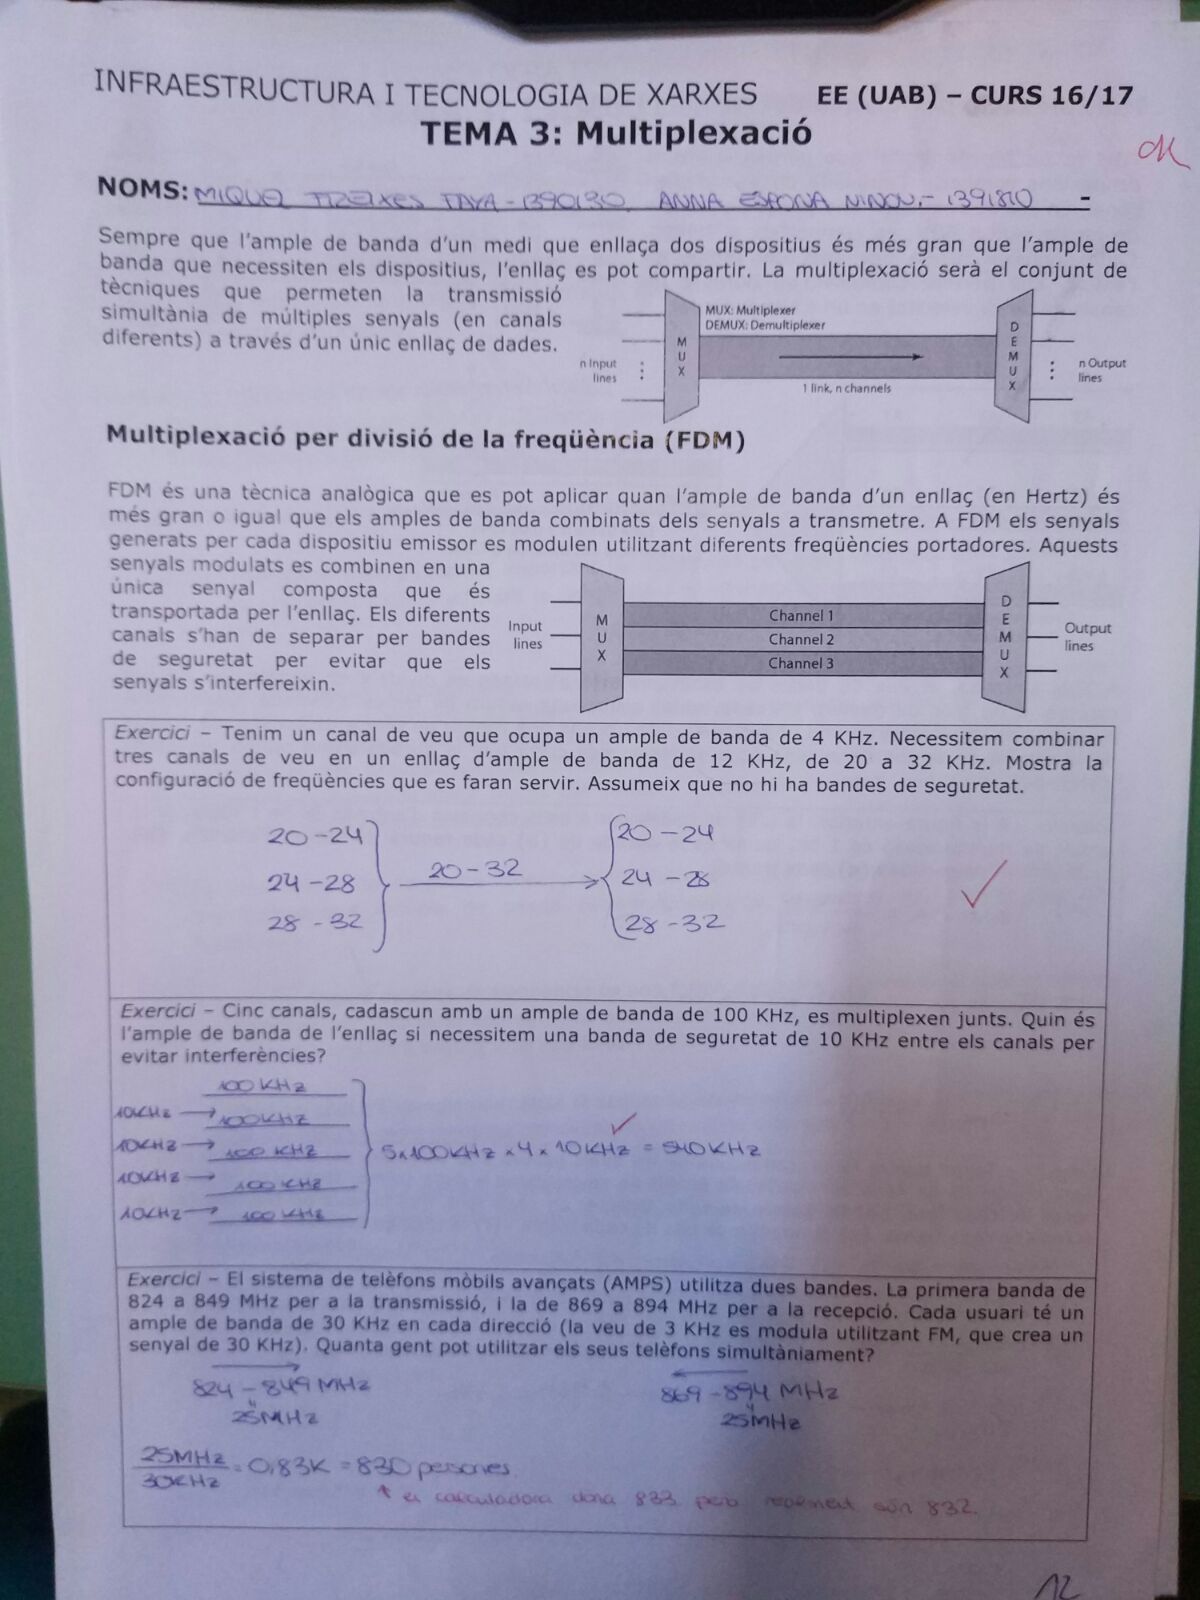 INFRAESTRUCTURA I TECNOLOGIA DE XARXES EE (UAB) – CURS 16/17
TEMA 3: Multiplexació
OK
NOMS: MIQUEL TREIXES TAYA - 1390190 ANNA ESPONA NINOU.- 1391810 -
Sempre que l'ample de banda d'un medi que enllaça dos dispositius és més gran que l'ample de
banda que necessiten els dispositius, l'enllaç es pot compartir. La multiplexació serà el conjunt de
tècniques que permeten la transmissió
simultània de múltiples senyals (en canals
diferents) a través d'un únic enllaç de dades.
MUX: Multiplexer
DEMUX: Demultiplexer
n Input
lines
MUX
1 link, n channels
DEMUX
n Output
lines
Multiplexació per divisió de la freqüència (FDM)
FDM és una tècnica analògica que es pot aplicar quan l'ample de banda d'un enllaç (en Hertz) és
més gran o igual que els amples de banda combinats dels senyals a transmetre. A FDM els senyals
generats per cada dispositiu emissor es modulen utilitzant diferents freqüències portadores. Aquests
senyals modulats es combinen en una
única senyal composta que és
transportada per l'enllaç. Els diferents
canals s'han de separar per bandes
de seguretat per evitar que els
senyals s'interfereixin.
Input
lines
MUX
Channel 1
Channel 2
Channel 3
DEMUX
Output
lines
Exercici – Tenim un canal de veu que ocupa un ample de banda de 4 KHz. Necessitem combinar
tres canals de veu en un enllaç d'ample de banda de 12 KHz, de 20 a 32 KHz. Mostra la
configuració de freqüències que es faran servir. Assumeix que no hi ha bandes de seguretat.
20 - 24 20 - 24
24 - 28 20 - 32 24 - 28
28 - 32 28 - 32
Exercici – Cinc canals, cadascun amb un ample de banda de 100 KHz, es multiplexen junts. Quin és
l'ample de banda de l'enllaç si necessitem una banda de seguretat de 10 KHz entre els canals per
evitar interferències?
100 KHz
10KHz → 100KHz
10KHz → 100 KHz 5x100KHz x 4 x 10KHz = 540KHz
10KHz → 100 KHz
10KHz → 100 KHz
Exercici – El sistema de telèfons mòbils avançats (AMPS) utilitza dues bandes. La primera banda de
824 a 849 MHz per a la transmissió, i la de 869 a 894 MHz per a la recepció. Cada usuari té un
ample de banda de 30 KHz en cada direcció (la veu de 3 KHz es modula utilitzant FM, que crea un
senyal de 30 KHz). Quanta gent pot utilitzar els seus telèfons simultàniament?
824 - 849 MHz 869 - 894 MHz
25MHz 25MHz
25MHz
30KHz
= 0,83K = 830 persones.
↑ la calculadora dona 833 però realment són 832.
12